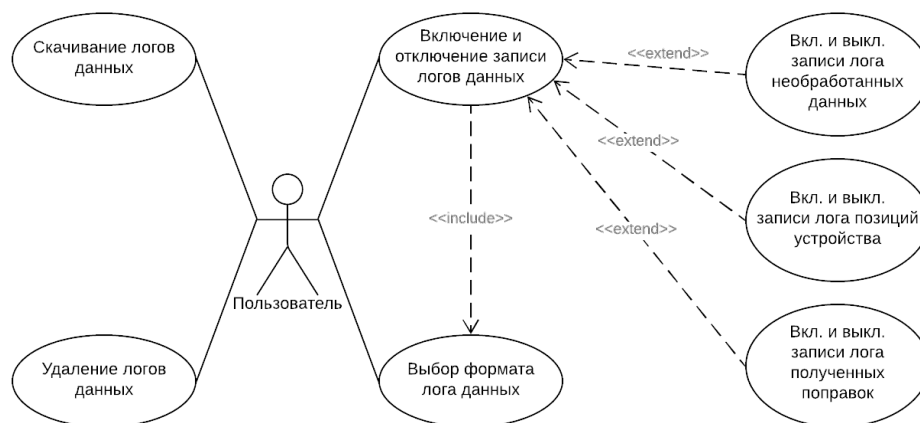 Скачивание логов
данных
Включение и
отключение записи
логов данных
<<extend>>
Вкл. и выкл.
записи лога
необработанных
данных
<<extend>>
Вкл. и выкл.
записи лога позиций
устройства
<<include>>
<<extend>>
Пользователь
Удаление логов
данных
Выбор формата
лога данных
Вкл. и выкл.
записи лога
полученных
поправок